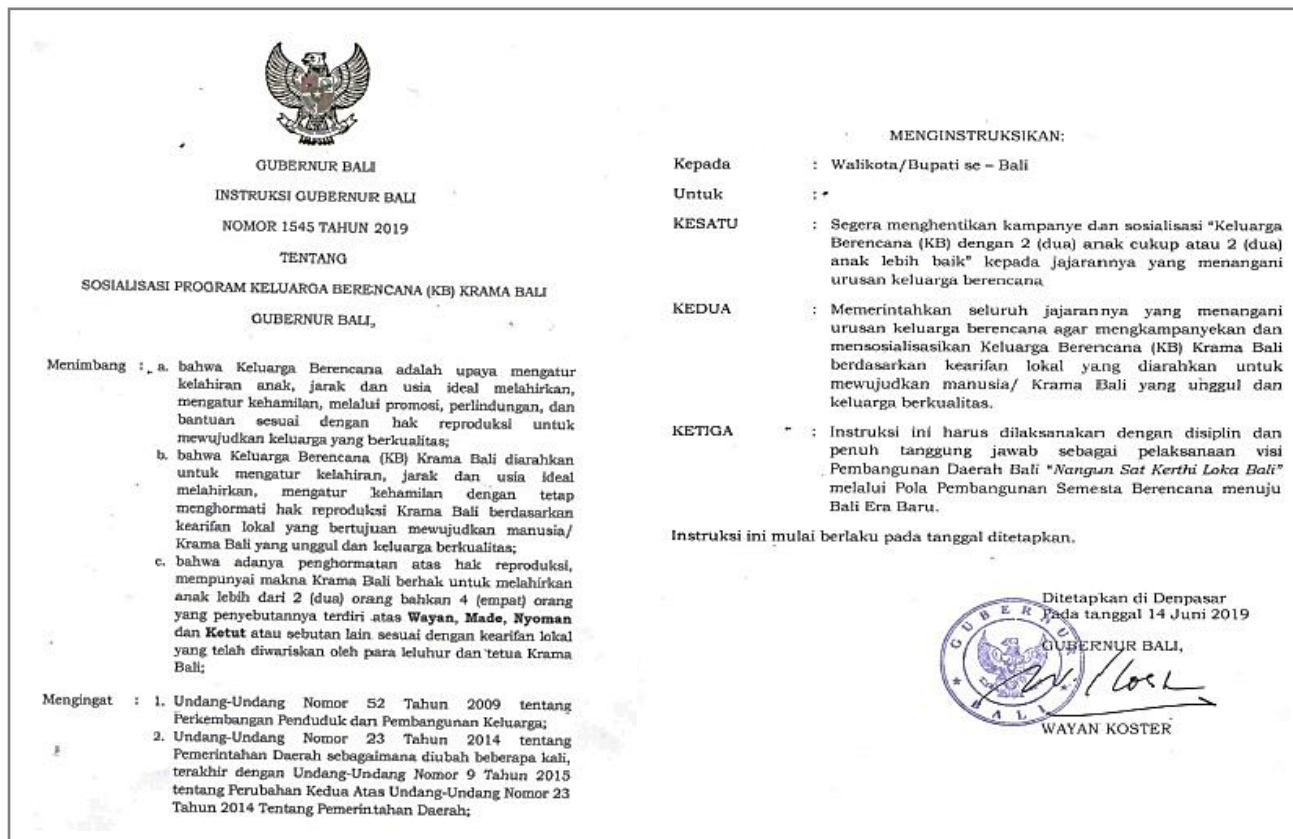 GUBERNUR BALI
INSTRUKSI GUBERNUR BALI
NOMOR 1545 TAHUN 2019
TENTANG
SOSIALISASI PROGRAM KELUARGA BERENCANA (KB) KRAMA BALI
GUBERNUR BALI,
Menimbang : a. bahwa Keluarga Berencana adalah upaya mengatur
kelahiran anak, jarak dan usia ideal melahirkan,
mengatur kehamilan, melalui promosi, perlindungan, dan
bantuan sesuai dengan hak reproduksi untuk
mewujudkan keluarga yang berkualitas;
b. bahwa Keluarga Berencana (KB) Krama Bali diarahkan
untuk mengatur kelahiran, jarak dan usia ideal
melahirkan, mengatur kehamilan dengan tetap
menghormati hak reproduksi Krama Bali berdasarkan
kearifan lokal yang bertujuan mewujudkan manusia/
Krama Bali yang unggul dan keluarga berkualitas;
c. bahwa adanya penghormatan atas hak reproduksi,
mempunyai makna Krama Bali berhak untuk melahirkan
anak lebih dari 2 (dua) orang bahkan 4 (empat) orang
yang penyebutannya terdiri atas Wayan, Made, Nyoman
dan Ketut atau sebutan lain sesuai dengan kearifan lokal
yang telah diwariskan oleh para leluhur dan tetua Krama
Bali;
Mengingat : 1. Undang-Undang Nomor 52 Tahun 2009 tentang
Perkembangan Penduduk dan Pembangunan Keluarga;
2. Undang-Undang Nomor 23 Tahun 2014 tentang
Pemerintahan Daerah sebagaimana diubah beberapa kali,
terakhir dengan Undang-Undang Nomor 9 Tahun 2015
tentang Perubahan Kedua Atas Undang-Undang Nomor 23
Tahun 2014 Tentang Pemerintahan Daerah;
MENGINSTRUKSIKAN:
Kepada : Walikota/Bupati se – Bali
Untuk :
KESATU : Segera menghentikan kampanye dan sosialisasi “Keluarga
Berencana (KB) dengan 2 (dua) anak cukup atau 2 (dua)
anak lebih baik” kepada jajarannya yang menangani
urusan keluarga berencana
KEDUA : Memerintahkan seluruh jajarannya yang menangani
urusan keluarga berencana agar mengkampanyekan dan
mensosialisasikan Keluarga Berencana (KB) Krama Bali
berdasarkan kearifan lokal yang diarahkan untuk
mewujudkan manusia/ Krama Bali yang unggul dan
keluarga berkualitas.
KETIGA : Instruksi ini harus dilaksanakan dengan disiplin dan
penuh tanggung jawab sebagai pelaksanaan visi
Pembangunan Daerah Bali “Nangun Sat Kerthi Loka Bali”
melalui Pola Pembangunan Semesta Berencana menuju
Bali Era Baru.
Instruksi ini mulai berlaku pada tanggal ditetapkan.
Ditetapkan di Denpasar
Pada tanggal 14 Juni 2019
GUBERNUR BALI,
GUBERNUR
BALI
WAYAN KOSTER